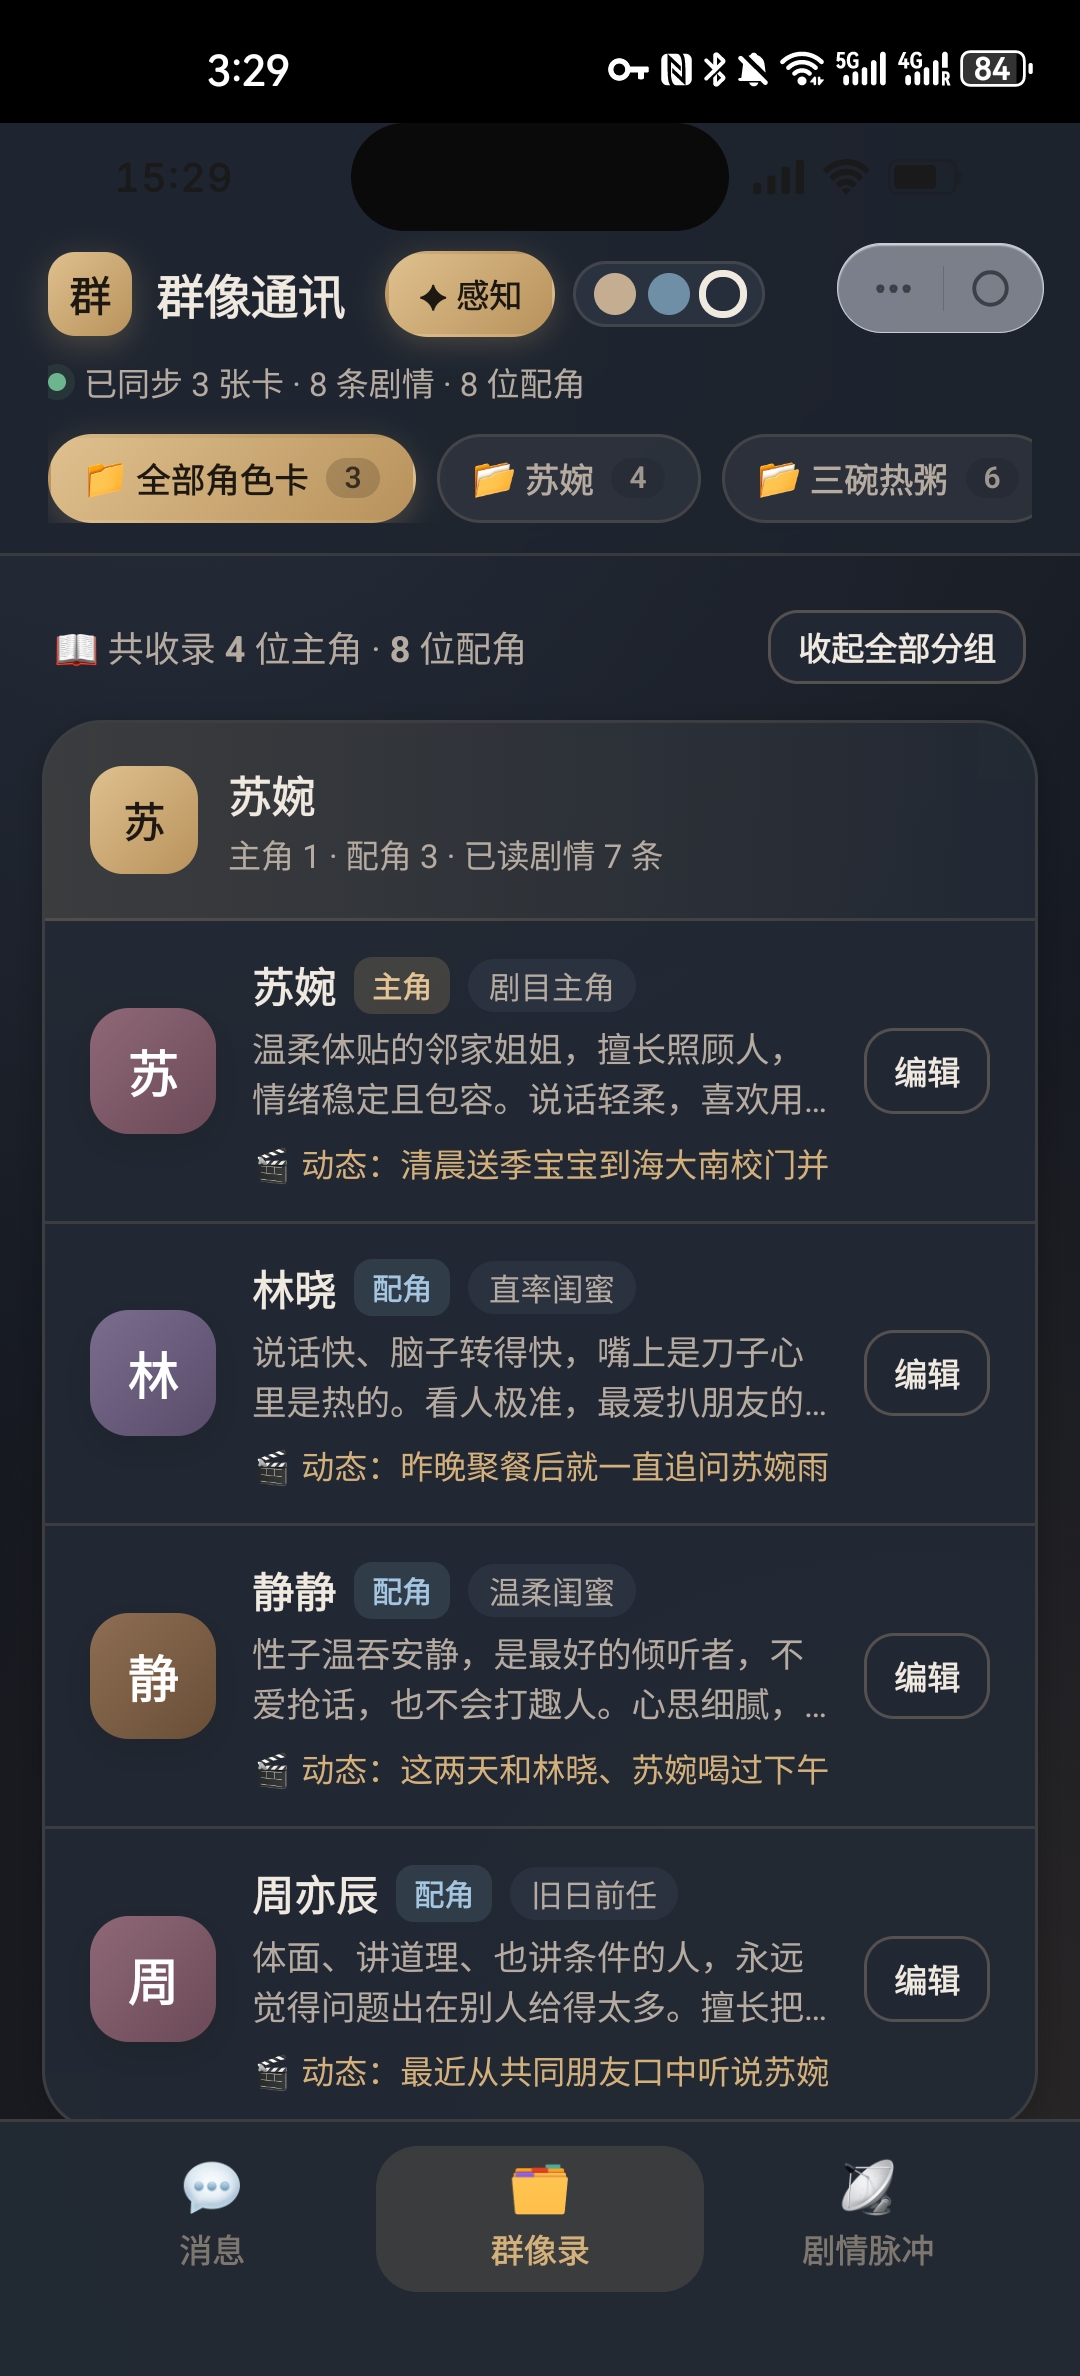 3:29
5G
4G
R
84
15:29
群
群像通讯
感知
已同步 3 张卡 · 8 条剧情 · 8 位配角
全部角色卡 3
苏婉 4
三碗热粥 6
共收录 4 位主角 · 8 位配角
收起全部分组
苏
苏婉
主角 1 · 配角 3 · 已读剧情 7 条
苏
苏婉 主角 剧目主角
温柔体贴的邻家姐姐，擅长照顾人，
情绪稳定且包容。说话轻柔，喜欢用...
动态：清晨送季宝宝到海大南校门并
编辑
林
林晓 配角 直率闺蜜
说话快、脑子转得快，嘴上是刀子心
里是热的。看人极准，最爱扒朋友的...
动态：昨晚聚餐后就一直追问苏婉雨
编辑
静
静静 配角 温柔闺蜜
性子温吞安静，是最好的倾听者，不
爱抢话，也不会打趣人。心思细腻，...
动态：这两天和林晓、苏婉喝过下午
编辑
周
周亦辰 配角 旧日前任
体面、讲道理、也讲条件的人，永远
觉得问题出在别人给得太多。擅长把...
动态：最近从共同朋友口中听说苏婉
编辑
消息
群像录
剧情脉冲